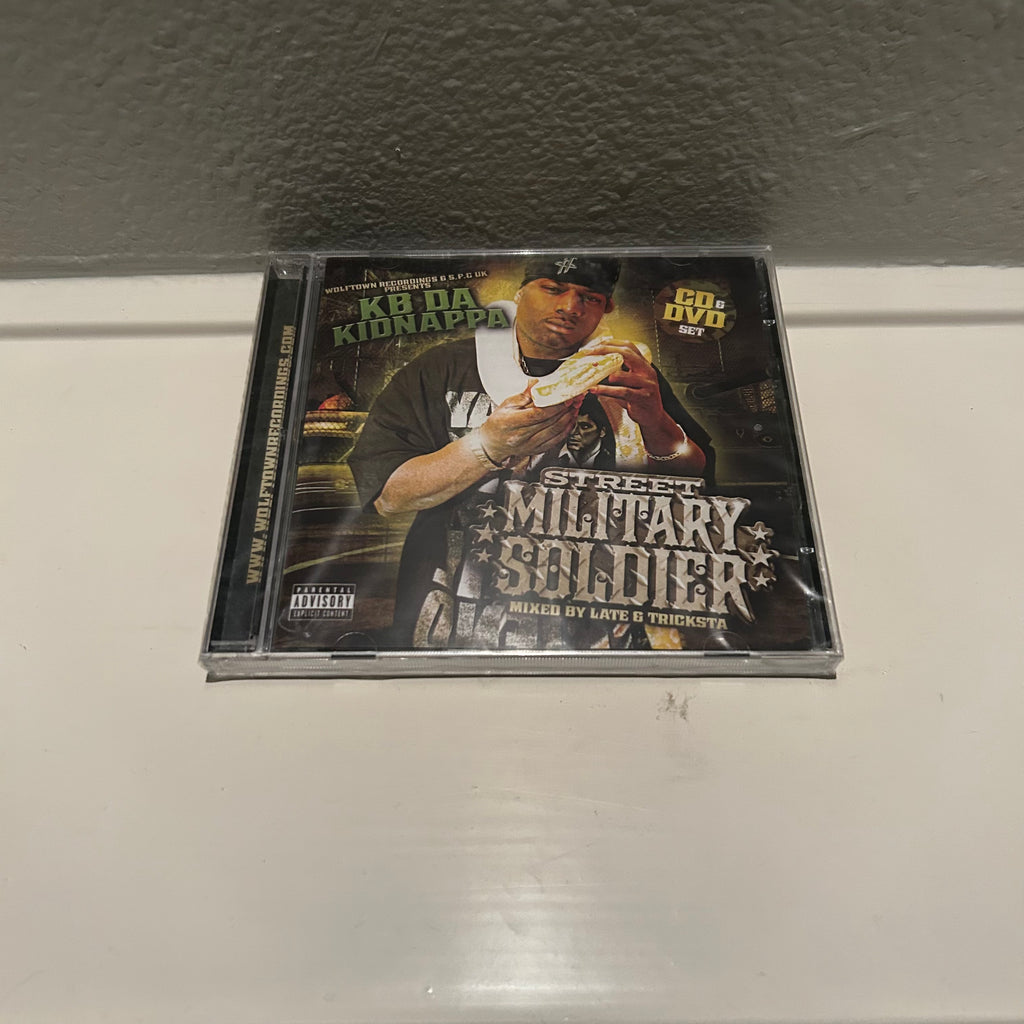 WOLFTOWN RECORDINGS & S.P.C UK
PRESENTS
KB DA
KIDNAPPA
CD &
DVD
SET
WWW.WOLFTOWNRECORDINGS.COM
STREET
MILITARY
SOLDIER
MIXED BY LATE & TRICKSTA
PARENTAL
ADVISORY
EXPLICIT CONTENT